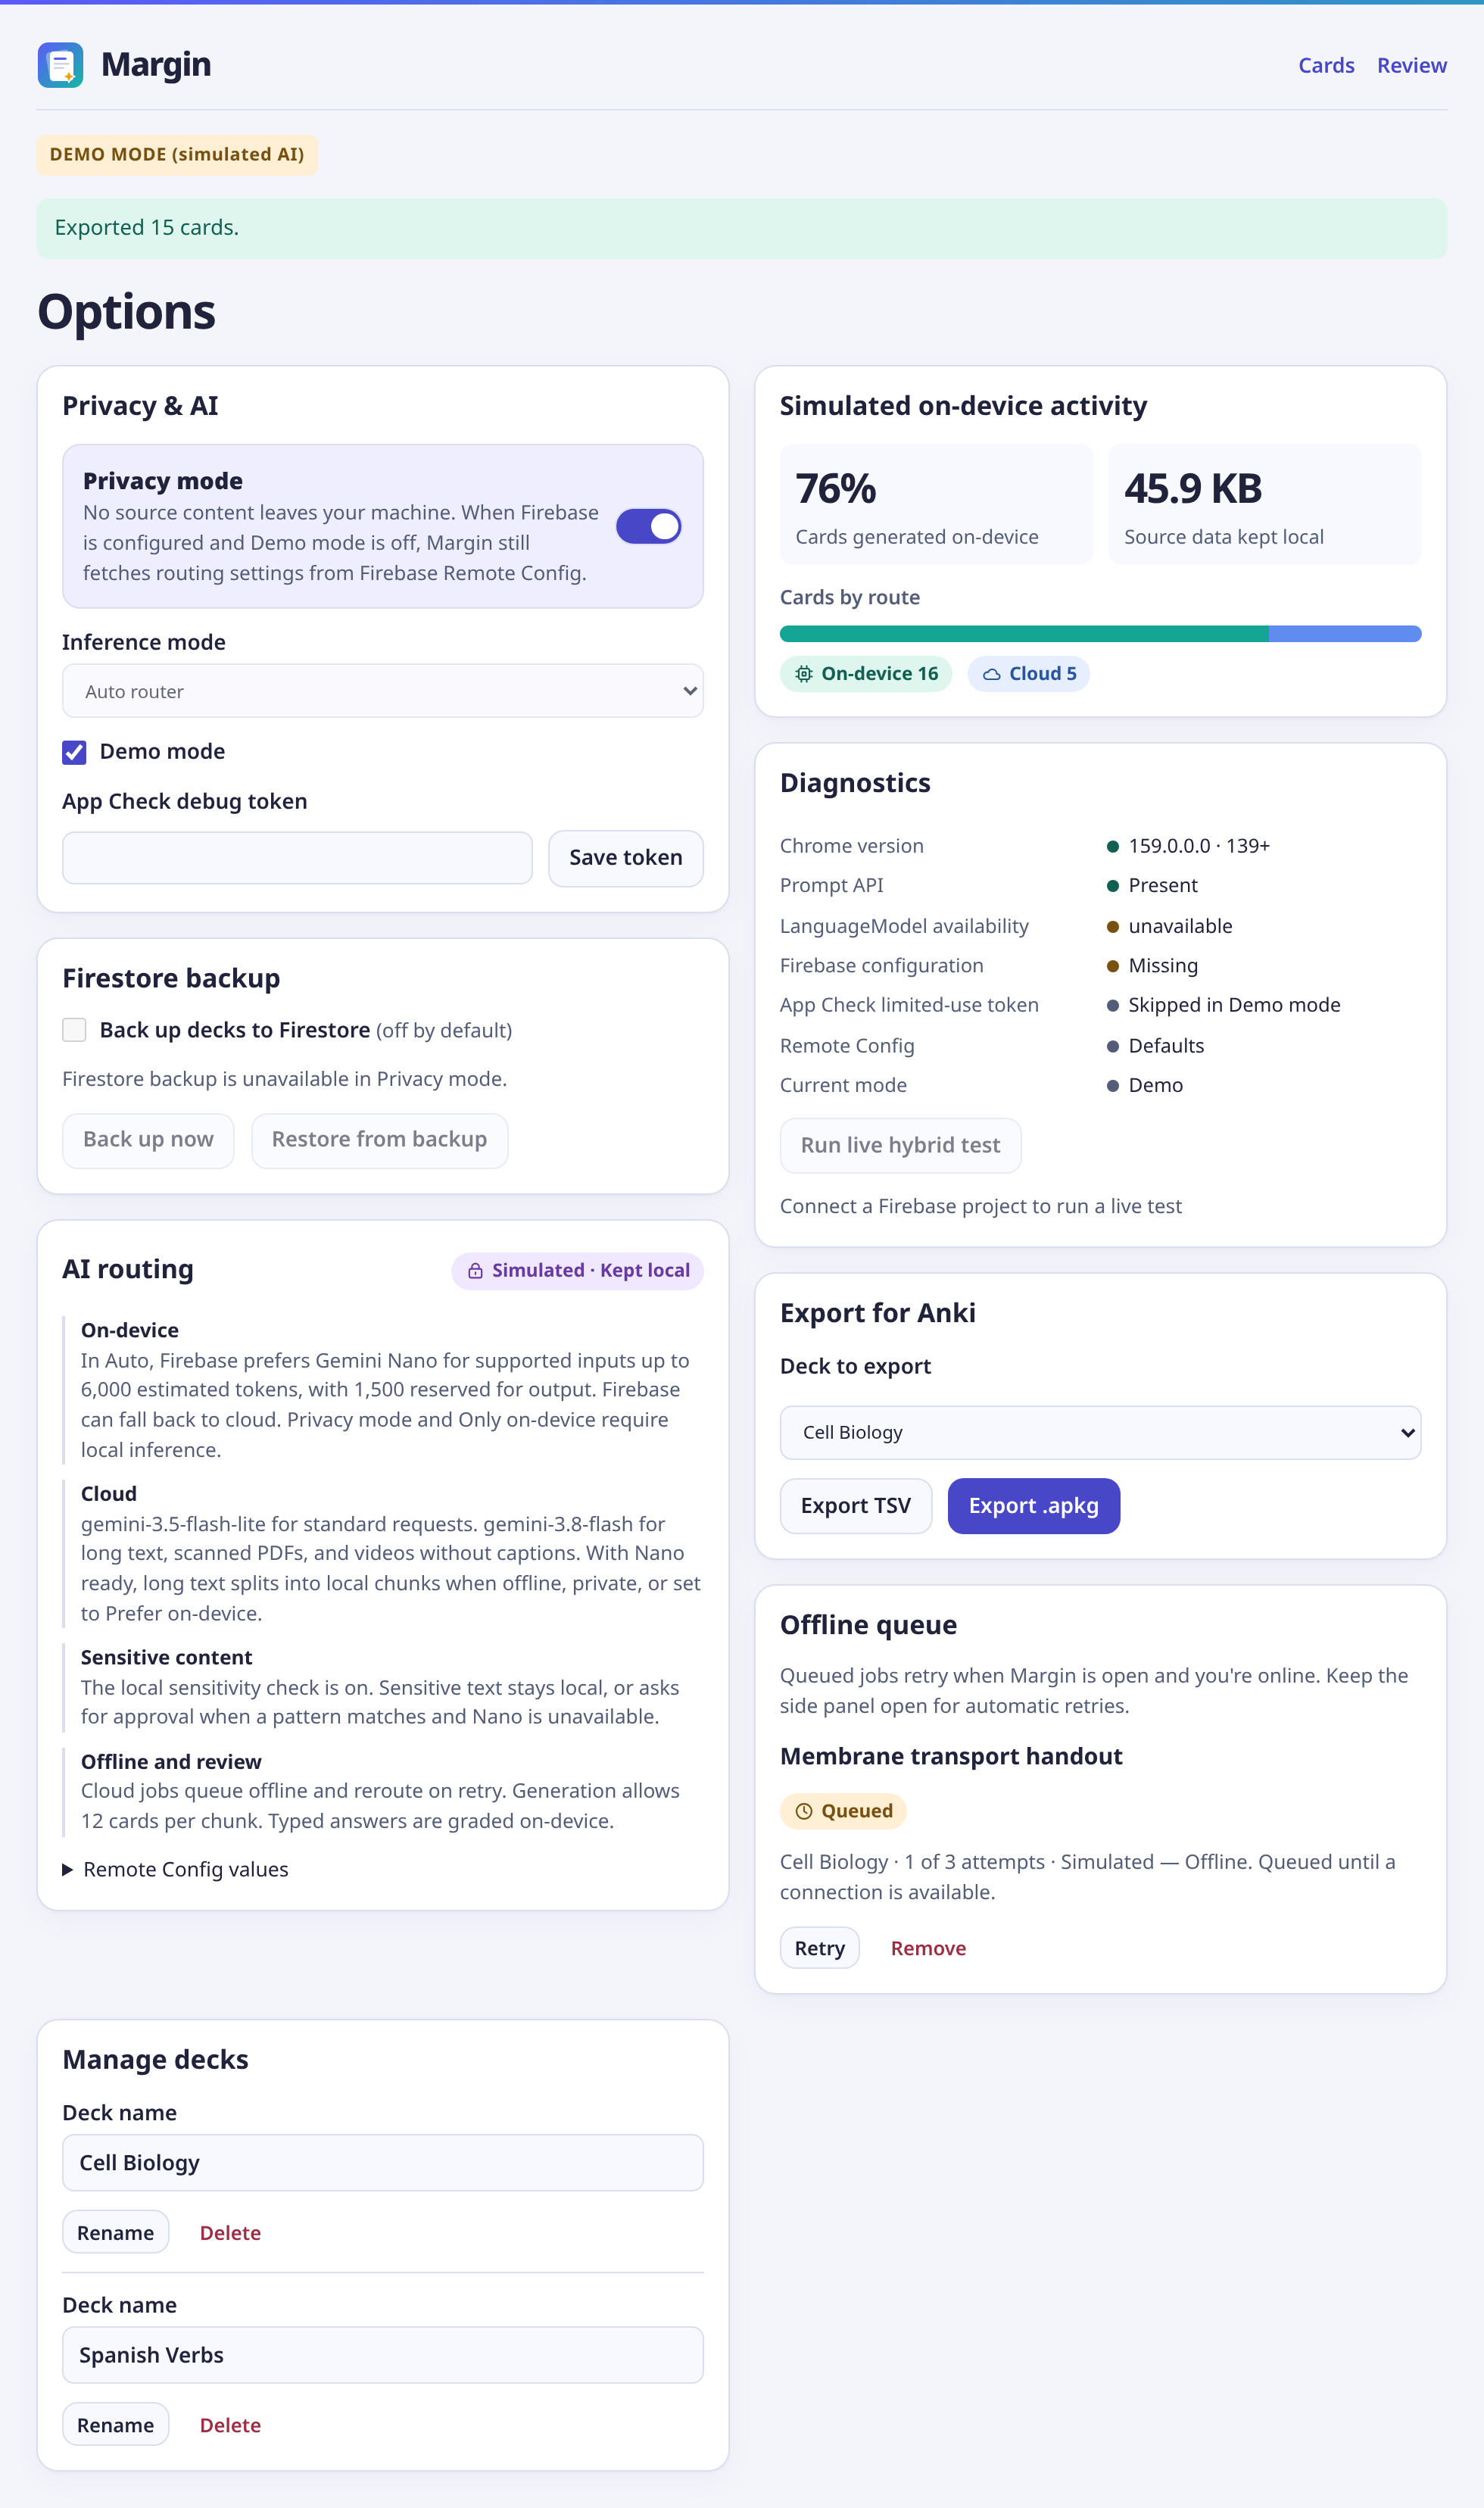 Margin
Cards Review
DEMO MODE (simulated AI)
Exported 15 cards.
Options
Privacy & AI
Privacy mode
No source content leaves your machine. When Firebase
is configured and Demo mode is off, Margin still
fetches routing settings from Firebase Remote Config.
Inference mode
Auto router
Demo mode
App Check debug token
Save token
Firestore backup
Back up decks to Firestore (off by default)
Firestore backup is unavailable in Privacy mode.
Back up now Restore from backup
AI routing Simulated · Kept local
On-device
In Auto, Firebase prefers Gemini Nano for supported inputs up to
6,000 estimated tokens, with 1,500 reserved for output. Firebase
can fall back to cloud. Privacy mode and Only on-device require
local inference.
Cloud
gemini-3.5-flash-lite for standard requests. gemini-3.8-flash for
long text, scanned PDFs, and videos without captions. With Nano
ready, long text splits into local chunks when offline, private, or set
to Prefer on-device.
Sensitive content
The local sensitivity check is on. Sensitive text stays local, or asks
for approval when a pattern matches and Nano is unavailable.
Offline and review
Cloud jobs queue offline and reroute on retry. Generation allows
12 cards per chunk. Typed answers are graded on-device.
Remote Config values
Simulated on-device activity
76% 45.9 KB
Cards generated on-device Source data kept local
Cards by route
On-device 16 Cloud 5
Diagnostics
Chrome version 159.0.0.0 · 139+
Prompt API Present
LanguageModel availability unavailable
Firebase configuration Missing
App Check limited-use token Skipped in Demo mode
Remote Config Defaults
Current mode Demo
Run live hybrid test
Connect a Firebase project to run a live test
Export for Anki
Deck to export
Cell Biology
Export TSV Export .apkg
Offline queue
Queued jobs retry when Margin is open and you're online. Keep the
side panel open for automatic retries.
Membrane transport handout
Queued
Cell Biology · 1 of 3 attempts · Simulated — Offline. Queued until a
connection is available.
Retry Remove
Manage decks
Deck name
Cell Biology
Rename Delete
Deck name
Spanish Verbs
Rename Delete